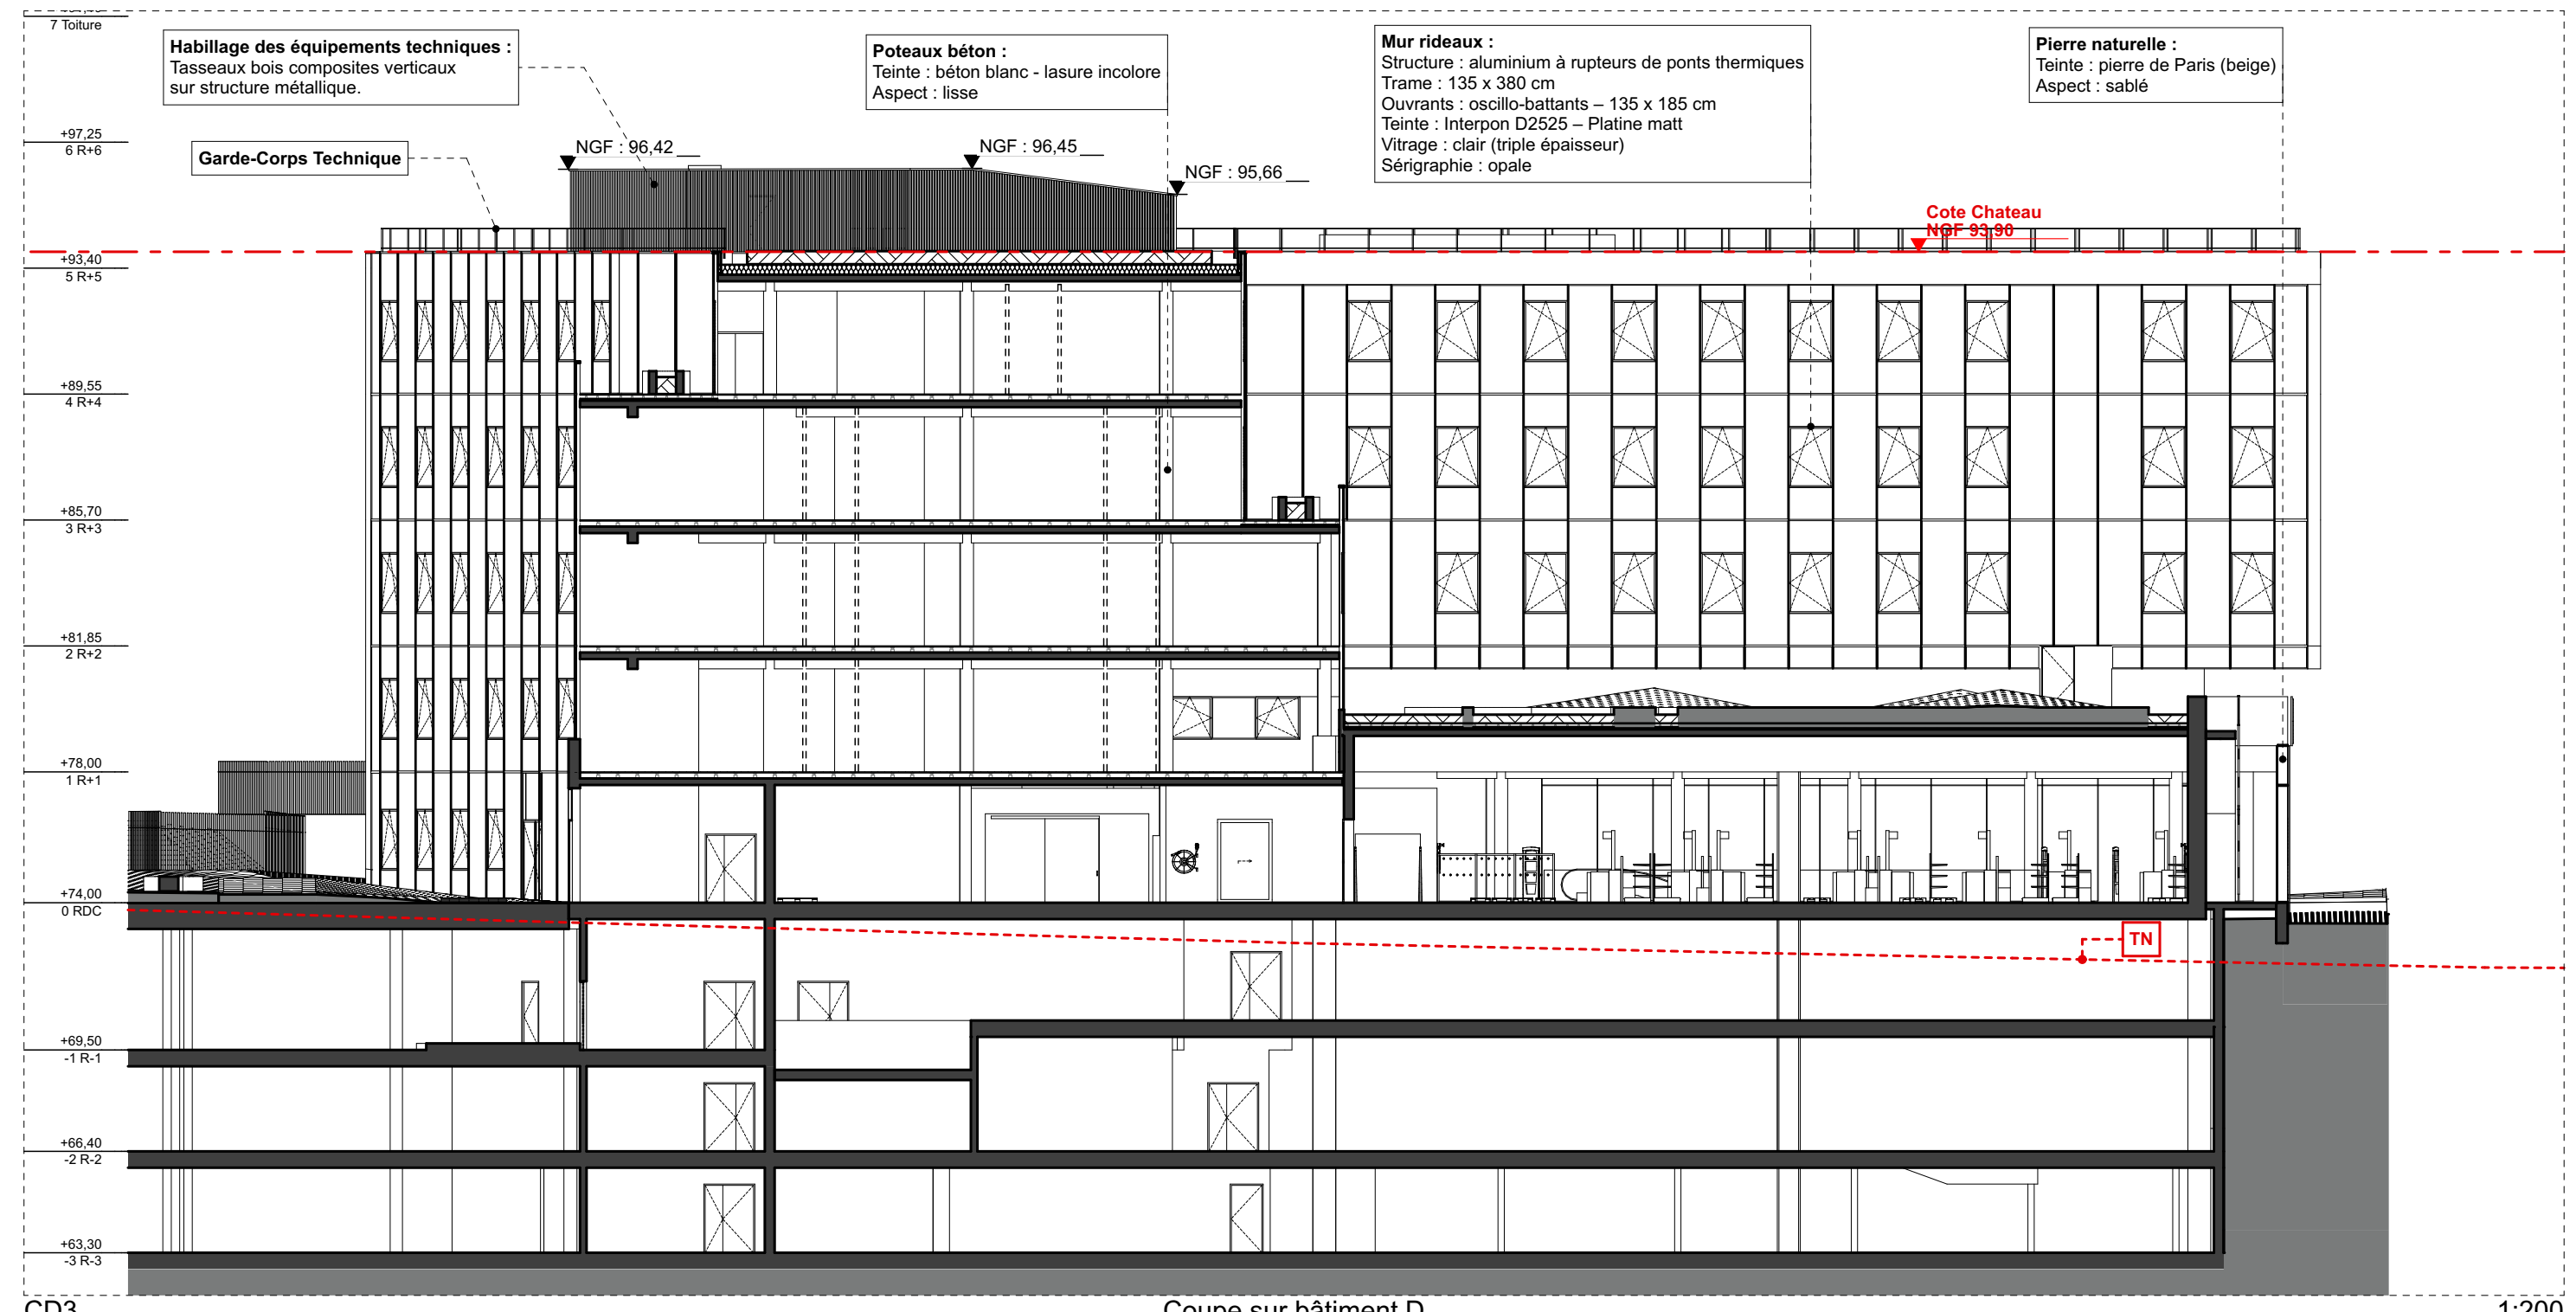 7 Toiture
Habillage des équipements techniques :
Tasseaux bois composites verticaux
sur structure métallique.
Poteaux béton :
Teinte : béton blanc - lasure incolore
Aspect : lisse
Mur rideaux :
Structure : aluminium à rupteurs de ponts thermiques
Trame : 135 x 380 cm
Ouvrants : oscillo-battants – 135 x 185 cm
Teinte : Interpon D2525 – Platine matt
Vitrage : clair (triple épaisseur)
Sérigraphie : opale
Pierre naturelle :
Teinte : pierre de Paris (beige)
Aspect : sablé
+97,25
6 R+6
Garde-Corps Technique
NGF : 96,42
NGF : 96,45
NGF : 95,66
Cote Chateau
NGF 93,90
+93,40
5 R+5
+89,55
4 R+4
+85,70
3 R+3
+81,85
2 R+2
+78,00
1 R+1
+74,00
0 RDC
TN
+69,50
-1 R-1
+66,40
-2 R-2
+63,30
-3 R-3
CD3
Coupe sur bâtiment D
1:200